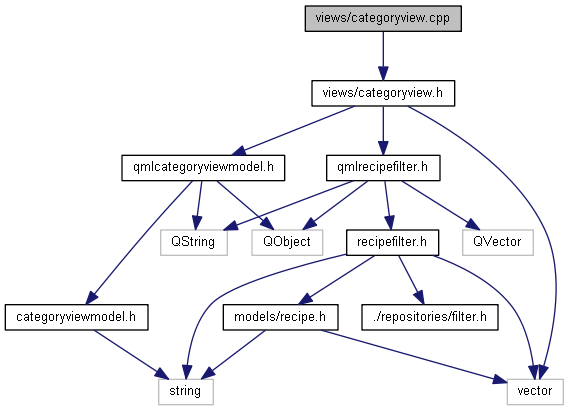 views/categoryview.cpp
views/categoryview.h
qmlcategoryviewmodel.h
qmlrecipefilter.h
QString
QObject
recipefilter.h
QVector
categoryviewmodel.h
models/recipe.h
./repositories/filter.h
string
vector